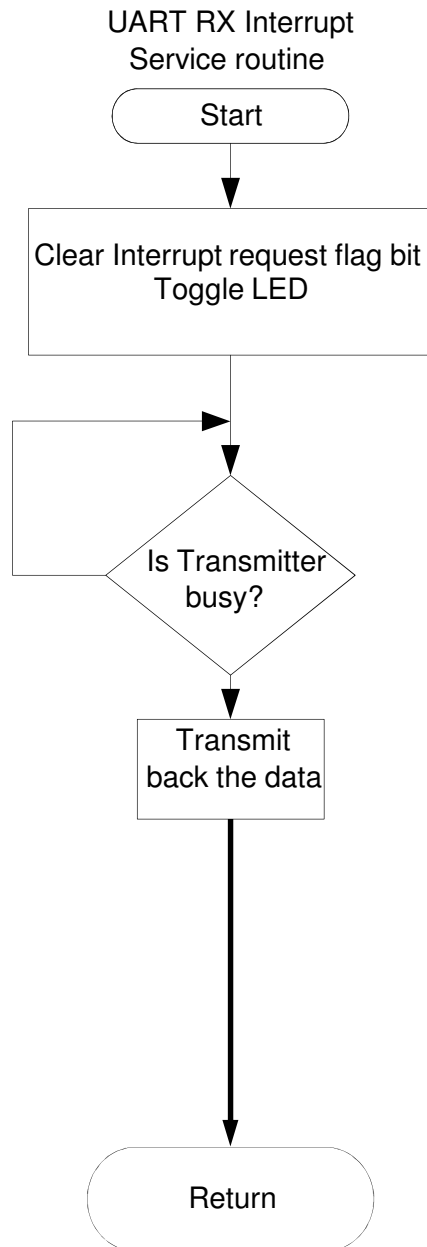 UART RX Interrupt
Service routine
Start
Clear Interrupt request flag bit
Toggle LED
Is Transmitter
busy?
Transmit
back the data
Return